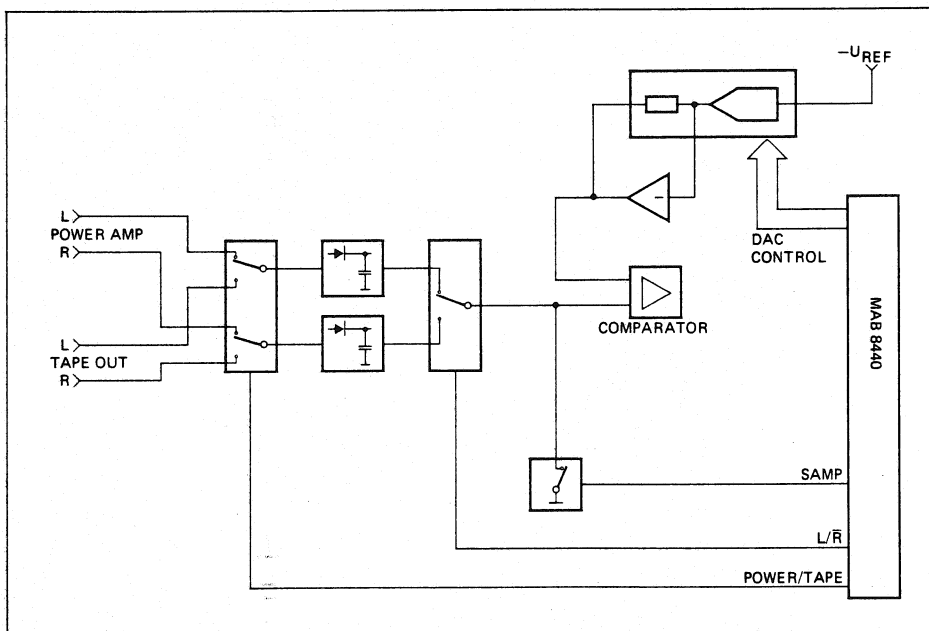 −UREF
L
POWER AMP
R
L
TAPE OUT
R
DAC
CONTROL
COMPARATOR
MAB 8440
SAMP
L/R̅
POWER/TAPE